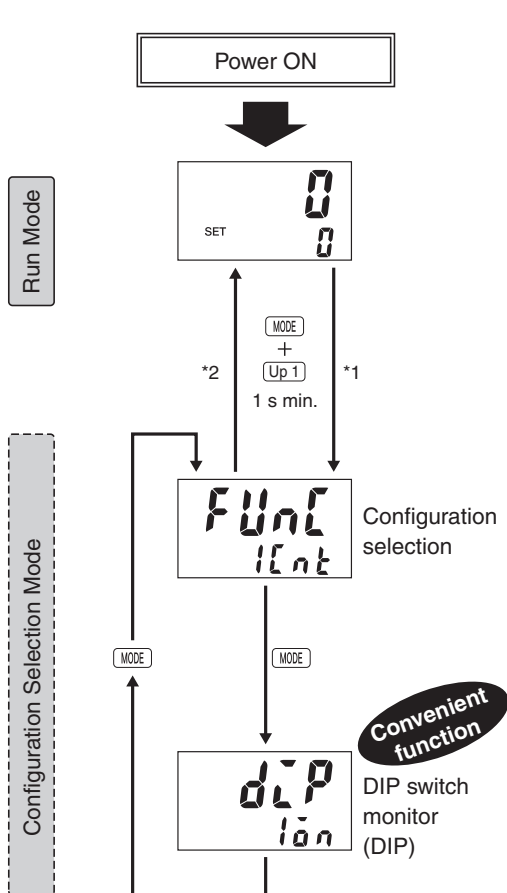 Power ON
Run Mode
0
SET
0
MODE
+
Up 1
1 s min.
*2
*1
Configuration Selection Mode
FUnC
1Cnt
Configuration
selection
MODE
MODE
Convenient
function
diP
1on
DIP switch
monitor
(DIP)